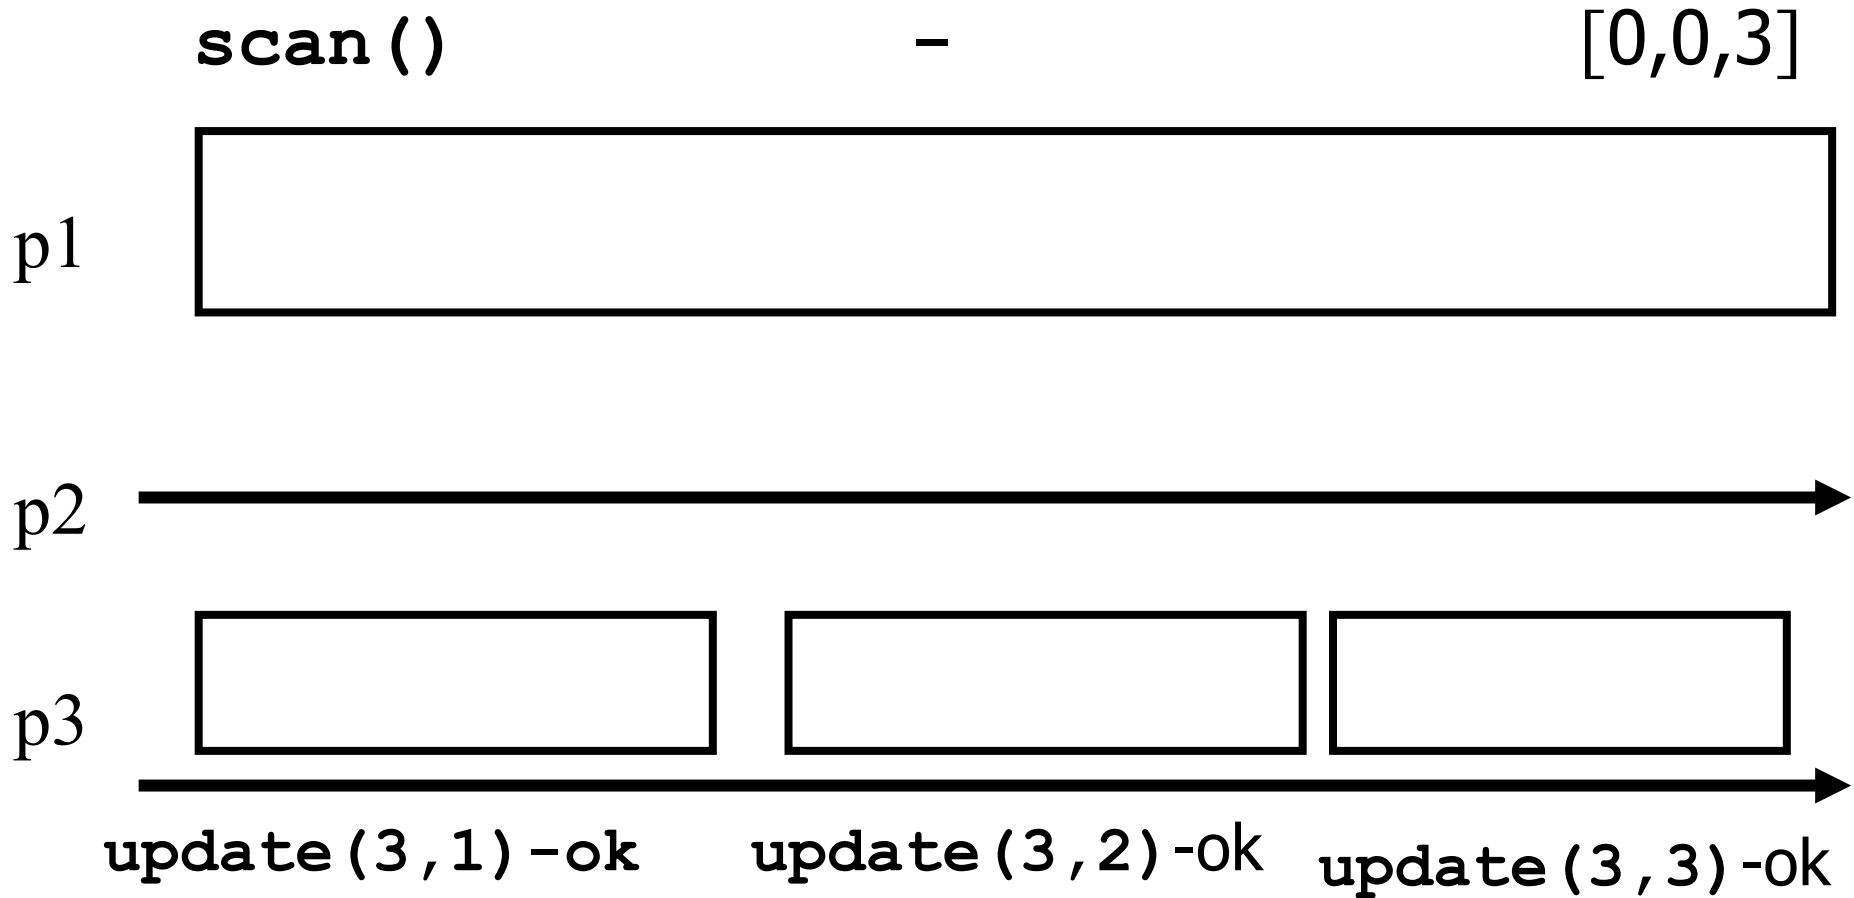 scan() - [0,0,3]
p1
p2
p3
update(3,1)-ok update(3,2)-ok update(3,3)-ok